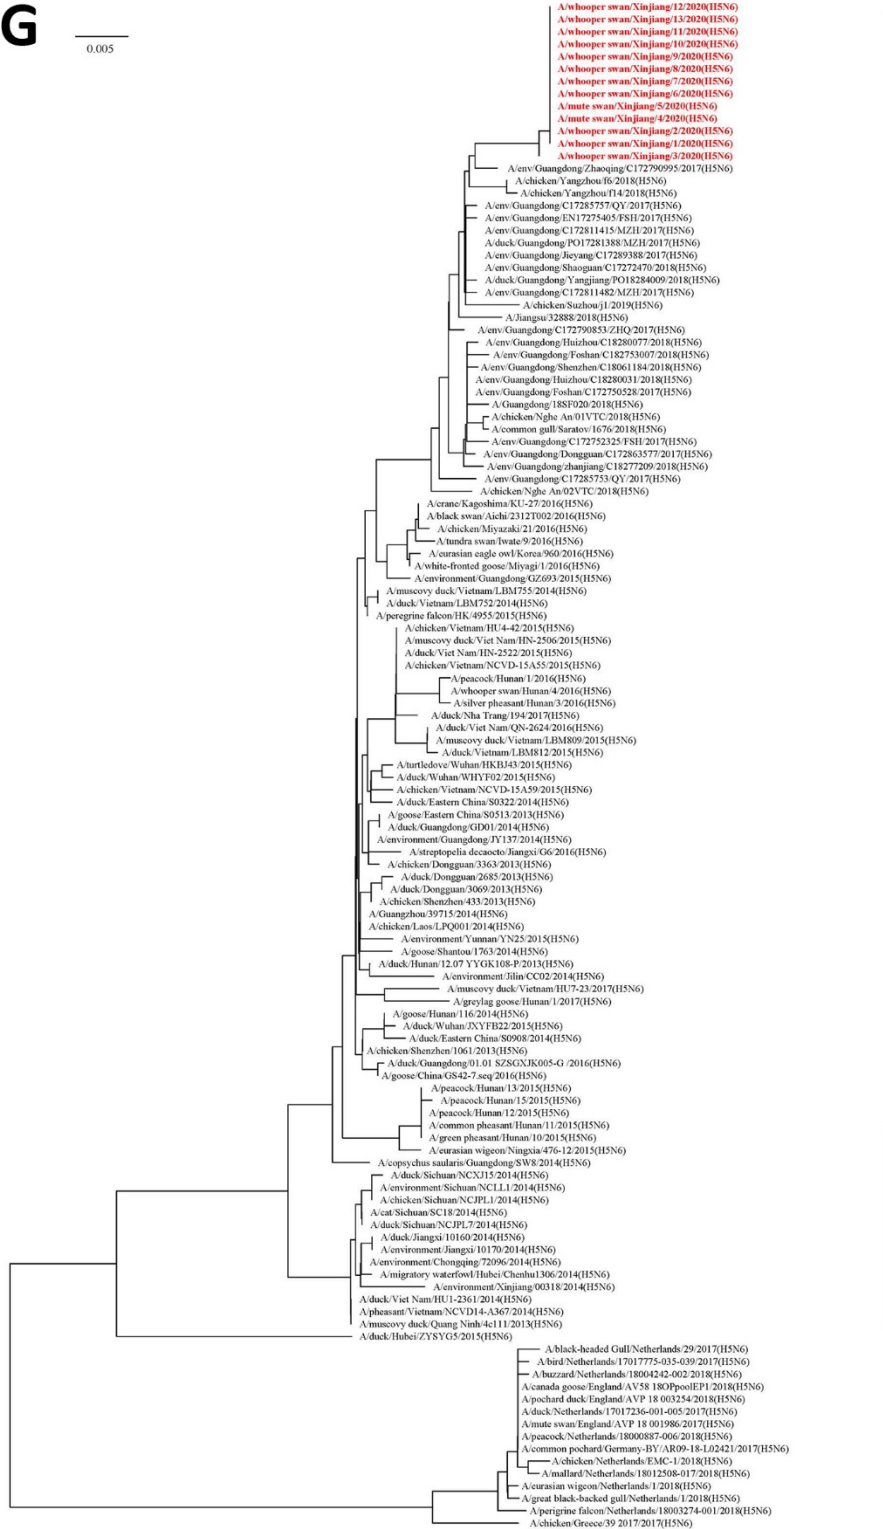 G
0.005
A/whooper swan/Xinjiang/12/2020(H5N6)
A/whooper swan/Xinjiang/13/2020(H5N6)
A/whooper swan/Xinjiang/11/2020(H5N6)
A/whooper swan/Xinjiang/10/2020(H5N6)
A/whooper swan/Xinjiang/9/2020(H5N6)
A/whooper swan/Xinjiang/8/2020(H5N6)
A/whooper swan/Xinjiang/7/2020(H5N6)
A/whooper swan/Xinjiang/6/2020(H5N6)
A/mute swan/Xinjiang/5/2020(H5N6)
A/mute swan/Xinjiang/4/2020(H5N6)
A/whooper swan/Xinjiang/2/2020(H5N6)
A/whooper swan/Xinjiang/1/2020(H5N6)
A/whooper swan/Xinjiang/3/2020(H5N6)
A/env/Guangdong/Zhaoqing/C172790995/2017(H5N6)
A/chicken/Yangzhou/f6/2018(H5N6)
A/chicken/Yangzhou/f14/2018(H5N6)
A/env/Guangdong/C17285757/QY/2017(H5N6)
A/env/Guangdong/EN17275405/FSH/2017(H5N6)
A/env/Guangdong/C172811415/MZH/2017(H5N6)
A/duck/Guangdong/PO17281388/MZH/2017(H5N6)
A/env/Guangdong/Jieyang/C17289388/2017(H5N6)
A/env/Guangdong/Shaoguan/C17272470/2018(H5N6)
A/duck/Guangdong/Yangjiang/PO18284009/2018(H5N6)
A/env/Guangdong/C172811482/MZH/2017(H5N6)
A/chicken/Suzhou/j1/2019(H5N6)
A/Jiangsu/32888/2018(H5N6)
A/env/Guangdong/C172790853/ZHQ/2017(H5N6)
A/env/Guangdong/Huizhou/C18280077/2018(H5N6)
A/env/Guangdong/Foshan/C182753007/2018(H5N6)
A/env/Guangdong/Shenzhen/C18061184/2018(H5N6)
A/env/Guangdong/Huizhou/C18280031/2018(H5N6)
A/env/Guangdong/Foshan/C172750528/2017(H5N6)
A/Guangdong/18SF020/2018(H5N6)
A/chicken/Nghe An/01VTC/2018(H5N6)
A/common gull/Saratov/1676/2018(H5N6)
A/env/Guangdong/C172752325/FSH/2017(H5N6)
A/env/Guangdong/Dongguan/C172863577/2017(H5N6)
A/env/Guangdong/zhanjiang/C18277209/2018(H5N6)
A/env/Guangdong/C17285753/QY/2017(H5N6)
A/chicken/Nghe An/02VTC/2018(H5N6)
A/crane/Kagoshima/KU-27/2016(H5N6)
A/black swan/Aichi/2312T002/2016(H5N6)
A/chicken/Miyazaki/21/2016(H5N6)
A/tundra swan/Iwate/9/2016(H5N6)
A/eurasian eagle owl/Korea/960/2016(H5N6)
A/white-fronted goose/Miyagi/1/2016(H5N6)
A/environment/Guangdong/GZ693/2015(H5N6)
A/muscovy duck/Vietnam/LBM755/2014(H5N6)
A/duck/Vietnam/LBM752/2014(H5N6)
A/peregrine falcon/HK/4955/2015(H5N6)
A/chicken/Vietnam/HU4-42/2015(H5N6)
A/muscovy duck/Viet Nam/HN-2506/2015(H5N6)
A/duck/Viet Nam/HN-2522/2015(H5N6)
A/chicken/Vietnam/NCVD-15A55/2015(H5N6)
A/peacock/Hunan/1/2016(H5N6)
A/whooper swan/Hunan/4/2016(H5N6)
A/silver pheasant/Hunan/3/2016(H5N6)
A/duck/Nha Trang/194/2017(H5N6)
A/duck/Viet Nam/QN-2624/2016(H5N6)
A/muscovy duck/Vietnam/LBM809/2015(H5N6)
A/duck/Vietnam/LBM812/2015(H5N6)
A/turtledove/Wuhan/HKBJ43/2015(H5N6)
A/duck/Wuhan/WHYF02/2015(H5N6)
A/chicken/Vietnam/NCVD-15A59/2015(H5N6)
A/duck/Eastern China/S0322/2014(H5N6)
A/goose/Eastern China/S0513/2013(H5N6)
A/duck/Guangdong/GD01/2014(H5N6)
A/environment/Guangdong/JY137/2014(H5N6)
A/streptopelia decaocto/Jiangxi/G6/2016(H5N6)
A/chicken/Dongguan/3363/2013(H5N6)
A/duck/Dongguan/2685/2013(H5N6)
A/duck/Dongguan/3069/2013(H5N6)
A/chicken/Shenzhen/433/2013(H5N6)
A/Guangzhou/39715/2014(H5N6)
A/chicken/Laos/LPQ001/2014(H5N6)
A/environment/Yunnan/YN25/2015(H5N6)
A/goose/Shantou/1763/2014(H5N6)
A/duck/Hunan/12.07 YYGK108-P/2013(H5N6)
A/environment/Jilin/CC02/2014(H5N6)
A/muscovy duck/Vietnam/HU7-23/2017(H5N6)
A/greylag goose/Hunan/1/2017(H5N6)
A/goose/Hunan/116/2014(H5N6)
A/duck/Wuhan/JXYFB22/2015(H5N6)
A/duck/Eastern China/S0908/2014(H5N6)
A/chicken/Shenzhen/1061/2013(H5N6)
A/duck/Guangdong/01.01 SZSGXJK005-G /2016(H5N6)
A/goose/China/GS42-7.seq/2016(H5N6)
A/peacock/Hunan/13/2015(H5N6)
A/peacock/Hunan/15/2015(H5N6)
A/peacock/Hunan/12/2015(H5N6)
A/common pheasant/Hunan/11/2015(H5N6)
A/green pheasant/Hunan/10/2015(H5N6)
A/eurasian wigeon/Ningxia/476-12/2015(H5N6)
A/copsychus saularis/Guangdong/SW8/2014(H5N6)
A/duck/Sichuan/NCXJ15/2014(H5N6)
A/environment/Sichuan/NCLL1/2014(H5N6)
A/chicken/Sichuan/NCJPL1/2014(H5N6)
A/cat/Sichuan/SC18/2014(H5N6)
A/duck/Sichuan/NCJPL7/2014(H5N6)
A/duck/Jiangxi/10160/2014(H5N6)
A/environment/Jiangxi/10170/2014(H5N6)
A/environment/Chongqing/72096/2014(H5N6)
A/migratory waterfowl/Hubei/Chenhu1306/2014(H5N6)
A/environment/Xinjiang/00318/2014(H5N6)
A/duck/Viet Nam/HU1-2361/2014(H5N6)
A/pheasant/Vietnam/NCVD14-A367/2014(H5N6)
A/muscovy duck/Quang Ninh/4c111/2013(H5N6)
A/duck/Hubei/ZYSYG5/2015(H5N6)
A/black-headed Gull/Netherlands/29/2017(H5N6)
A/bird/Netherlands/17017775-035-039/2017(H5N6)
A/buzzard/Netherlands/18004242-002/2018(H5N6)
A/canada goose/England/AV58 18OPpoolEP1/2018(H5N6)
A/pochard duck/England/AVP 18 003254/2018(H5N6)
A/duck/Netherlands/17017236-001-005/2017(H5N6)
A/mute swan/England/AVP 18 001986/2017(H5N6)
A/peacock/Netherlands/18000887-006/2018(H5N6)
A/common pochard/Germany-BY/AR09-18-L02421/2017(H5N6)
A/chicken/Netherlands/EMC-1/2018(H5N6)
A/mallard/Netherlands/18012508-017/2018(H5N6)
A/eurasian wigeon/Netherlands/1/2018(H5N6)
A/great black-backed gull/Netherlands/1/2018(H5N6)
A/perigrine falcon/Netherlands/18003274-001/2018(H5N6)
A/chicken/Greece/39 2017/2017(H5N6)